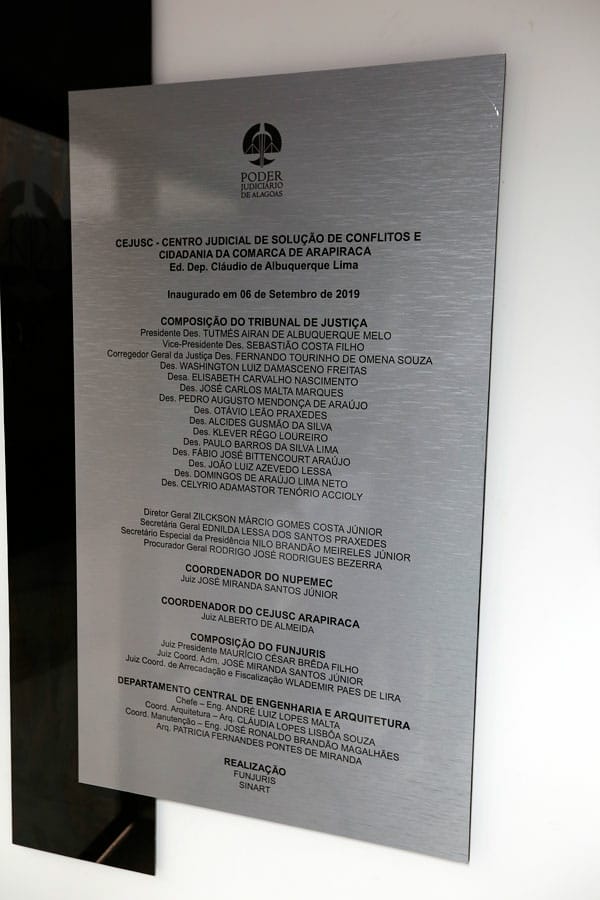 PODER
JUDICIÁRIO
DE ALAGOAS
CEJUSC - CENTRO JUDICIAL DE SOLUÇÃO DE CONFLITOS E
CIDADANIA DA COMARCA DE ARAPIRACA
Ed. Dep. Cláudio de Albuquerque Lima
Inaugurado em 06 de Setembro de 2019
COMPOSIÇÃO DO TRIBUNAL DE JUSTIÇA
Presidente Des. TUTMÉS AIRAN DE ALBUQUERQUE MELO
Vice-Presidente Des. SEBASTIÃO COSTA FILHO
Corregedor Geral da Justiça Des. FERNANDO TOURINHO DE OMENA SOUZA
Des. WASHINGTON LUIZ DAMASCENO FREITAS
Desa. ELISABETH CARVALHO NASCIMENTO
Des. JOSÉ CARLOS MALTA MARQUES
Des. PEDRO AUGUSTO MENDONÇA DE ARAÚJO
Des. OTÁVIO LEÃO PRAXEDES
Des. ALCIDES GUSMÃO DA SILVA
Des. KLEVER RÊGO LOUREIRO
Des. PAULO BARROS DA SILVA LIMA
Des. FÁBIO JOSÉ BITTENCOURT ARAÚJO
Des. JOÃO LUIZ AZEVEDO LESSA
Des. DOMINGOS DE ARAÚJO LIMA NETO
Des. CELYRIO ADAMASTOR TENÓRIO ACCIOLY
Diretor Geral ZILCKSON MÁRCIO GOMES COSTA JÚNIOR
Secretária Geral EDNILDA LESSA DOS SANTOS PRAXEDES
Secretário Especial da Presidência NILO BRANDÃO MEIRELES JÚNIOR
Procurador Geral RODRIGO JOSÉ RODRIGUES BEZERRA
COORDENADOR DO NUPEMEC
Juiz JOSÉ MIRANDA SANTOS JÚNIOR
COORDENADOR DO CEJUSC ARAPIRACA
Juiz ALBERTO DE ALMEIDA
COMPOSIÇÃO DO FUNJURIS
Juiz Presidente MAURÍCIO CÉSAR BRÊDA FILHO
Juiz Coord. Adm. JOSÉ MIRANDA SANTOS JÚNIOR
Juiz Coord. de Arrecadação e Fiscalização WLADEMIR PAES DE LIRA
DEPARTAMENTO CENTRAL DE ENGENHARIA E ARQUITETURA
Chefe – Eng. ANDRÉ LUIZ LOPES MALTA
Coord. Arquitetura – Arq. CLÁUDIA LOPES LISBÔA SOUZA
Coord. Manutenção – Eng. JOSÉ RONALDO BRANDÃO MAGALHÃES
Arq. PATRICIA FERNANDES PONTES DE MIRANDA
REALIZAÇÃO
FUNJURIS
SINART